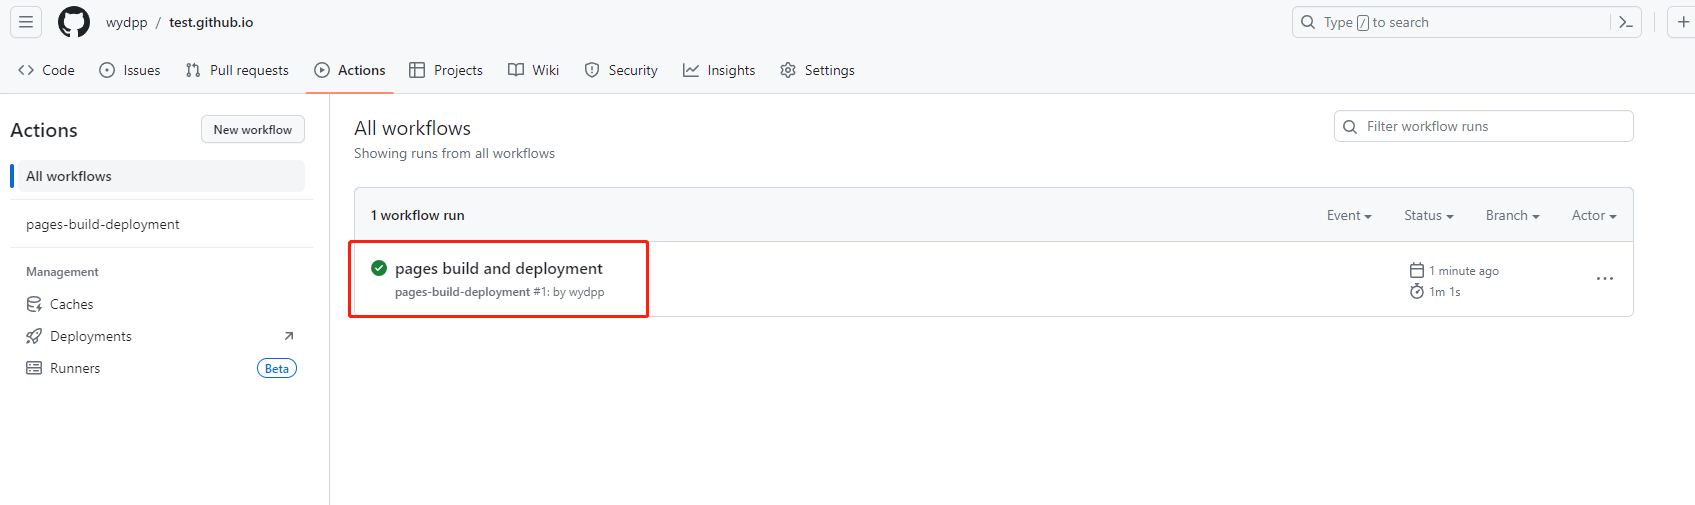 wydpp / test.github.io
Type / to search
Code Issues Pull requests Actions Projects Wiki Security Insights Settings
Actions
New workflow
All workflows
pages-build-deployment
Management
Caches
Deployments
Runners Beta
All workflows
Showing runs from all workflows
Filter workflow runs
1 workflow run Event Status Branch Actor
pages build and deployment
pages-build-deployment #1: by wydpp
1 minute ago
1m 1s